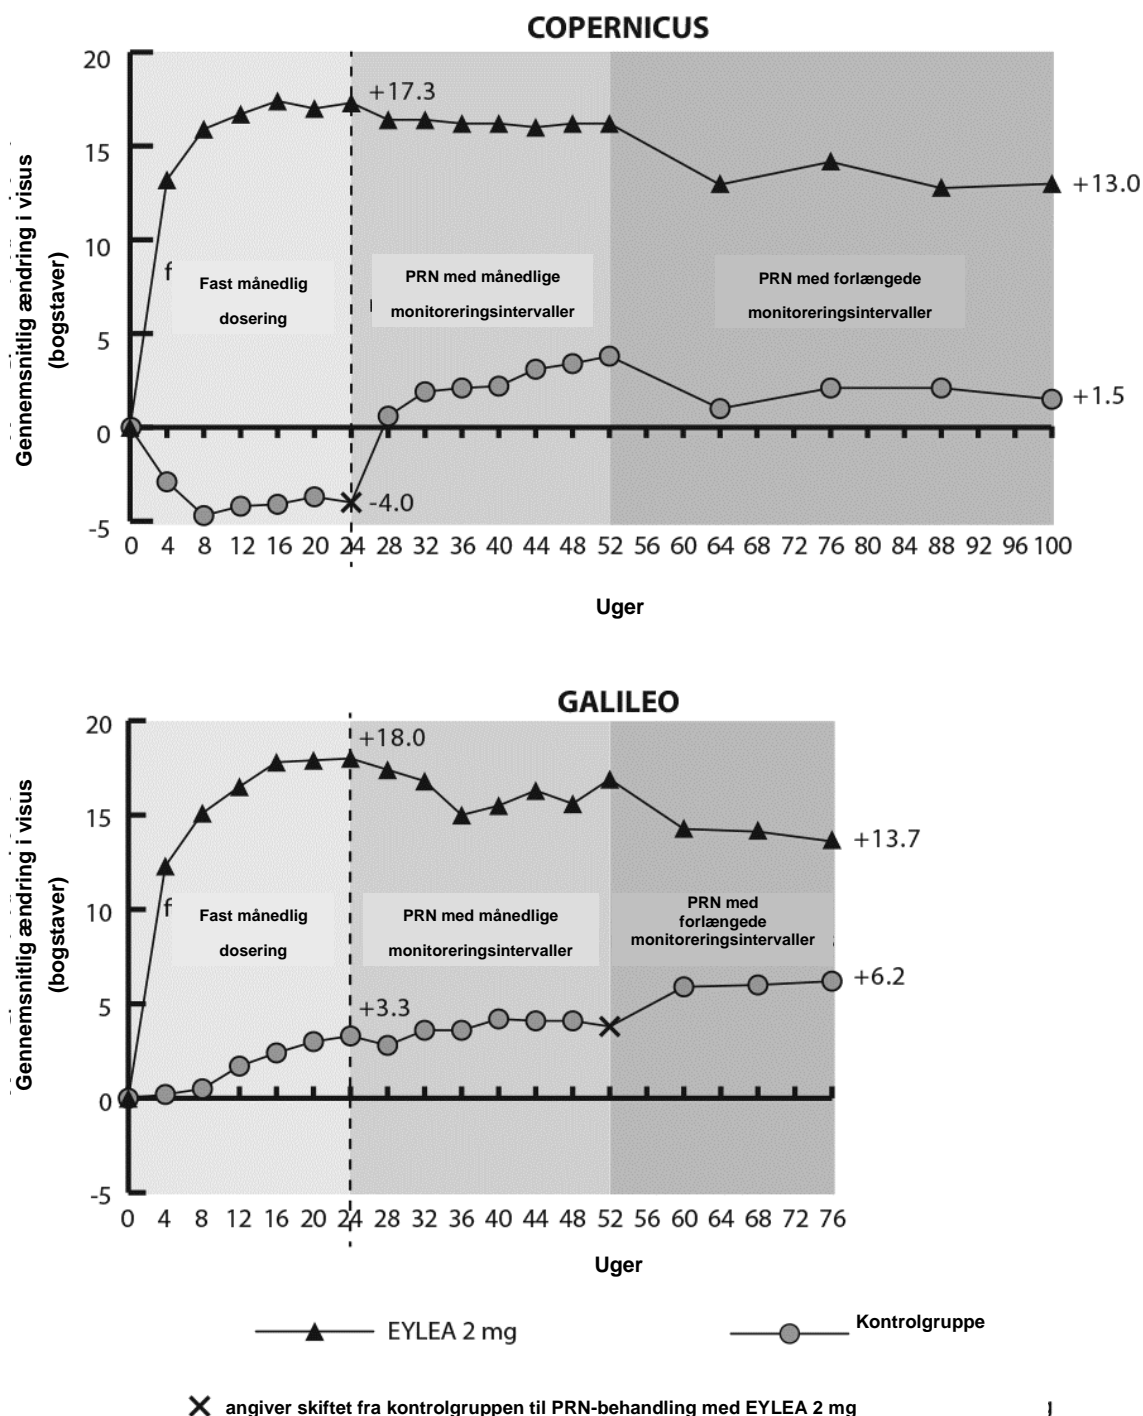 COPERNICUS
Gennemsnitlig ændring i visus
(bogstaver)
20
15
10
5
0
-5
+17.3
+13.0
f
Fast månedlig
dosering
PRN med månedlige
monitoreringsintervaller
PRN med forlængede
monitoreringsintervaller
+1.5
-4.0
0 4 8 12 16 20 24 28 32 36 40 44 48 52 56 60 64 68 72 76 80 84 88 92 96 100
Uger
GALILEO
Gennemsnitlig ændring i visus
(bogstaver)
20
15
10
5
0
-5
+18.0
+13.7
f
Fast månedlig
dosering
PRN med månedlige
monitoreringsintervaller
PRN med
forlængede
monitoreringsintervaller
+3.3
+6.2
0 4 8 12 16 20 24 28 32 36 40 44 48 52 56 60 64 68 72 76
Uger
EYLEA 2 mg
Kontrolgruppe
angiver skiftet fra kontrolgruppen til PRN-behandling med EYLEA 2 mg